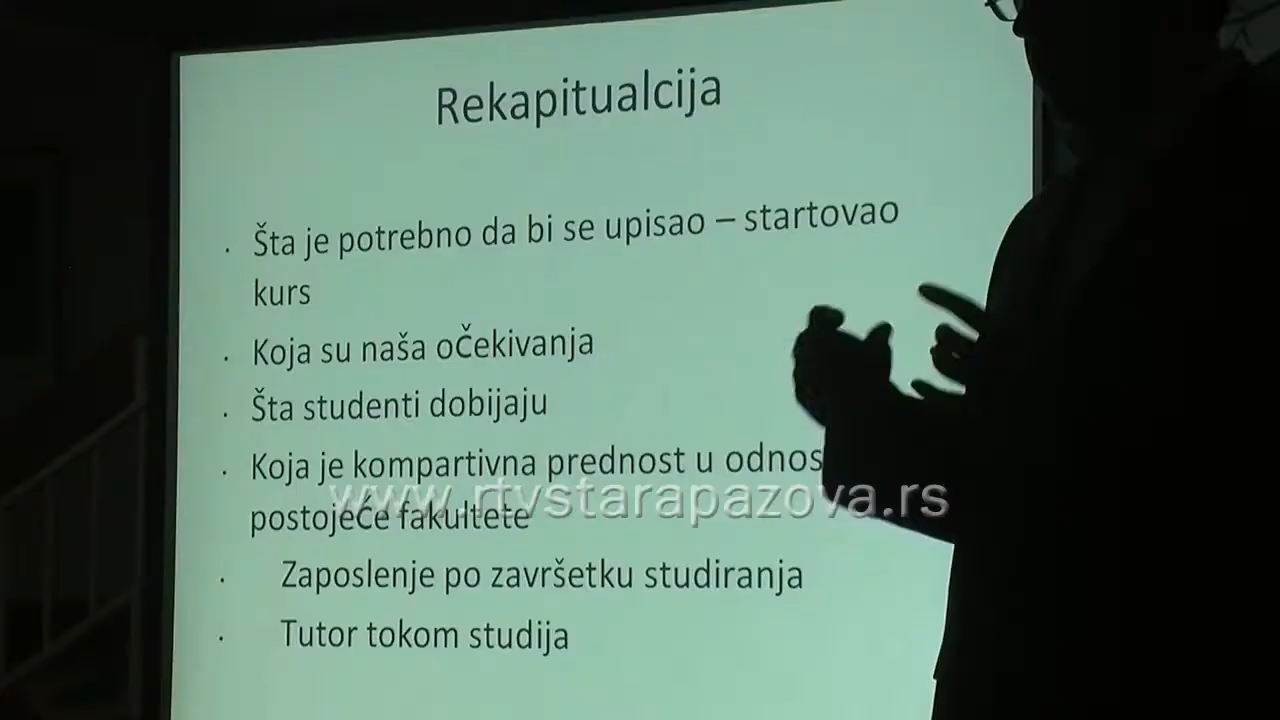 Rekapitualcija
· Šta je potrebno da bi se upisao – startovao
kurs
· Koja su naša oČekivanja
· Šta studenti dobijaju
· Koja je kompartivna prednost u odnos
www.rtvstarapazova.rs
postojeće fakultete
· Zaposlenje po završetku studiranja
· Tutor tokom studija